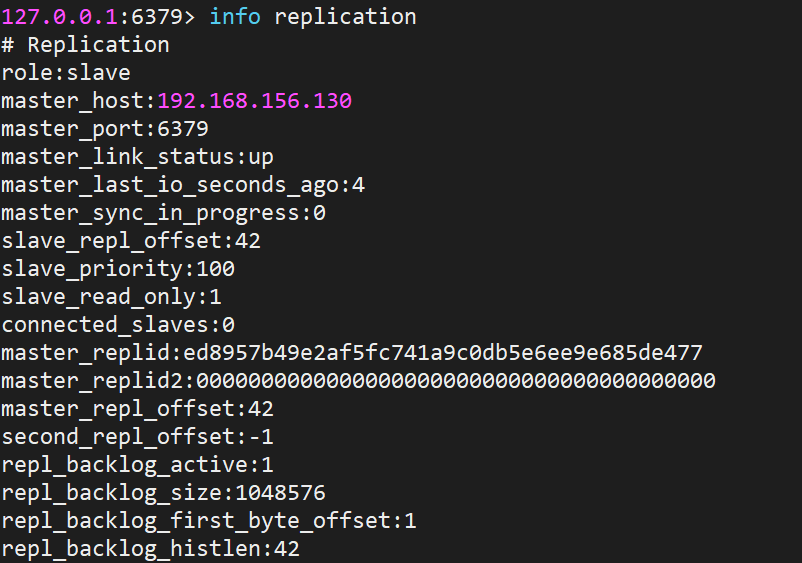 127.0.0.1:6379> info replication
# Replication
role:slave
master_host:192.168.156.130
master_port:6379
master_link_status:up
master_last_io_seconds_ago:4
master_sync_in_progress:0
slave_repl_offset:42
slave_priority:100
slave_read_only:1
connected_slaves:0
master_replid:ed8957b49e2af5fc741a9c0db5e6ee9e685de477
master_replid2:0000000000000000000000000000000000000000
master_repl_offset:42
second_repl_offset:-1
repl_backlog_active:1
repl_backlog_size:1048576
repl_backlog_first_byte_offset:1
repl_backlog_histlen:42